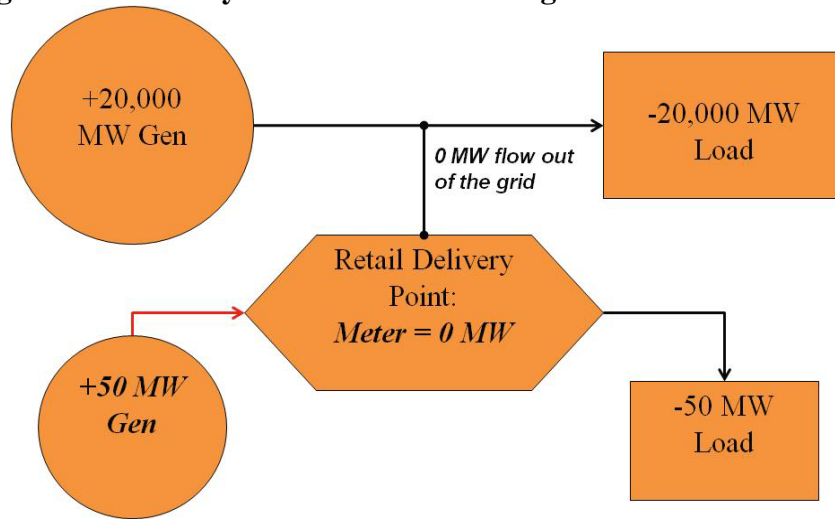 +20,000
MW Gen
-20,000 MW
Load
0 MW flow out
of the grid
Retail Delivery
Point:
Meter = 0 MW
+50 MW
Gen
-50 MW
Load